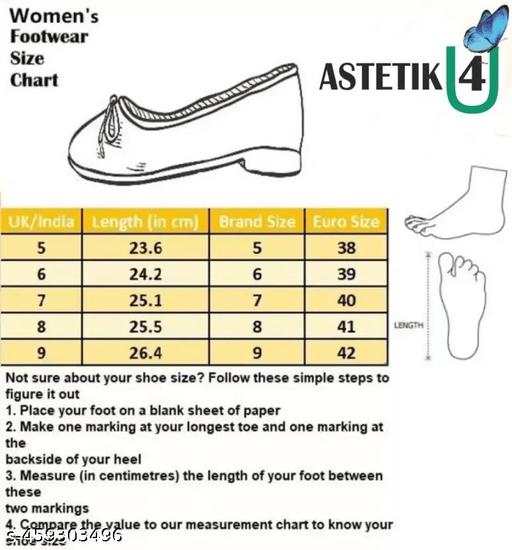 Women's
Footwear
Size
Chart
ASTETIK 4 U
UK/India Length (in cm) Brand Size Euro Size
5 23.6 5 38
6 24.2 6 39
7 25.1 7 40
8 25.5 8 41
9 26.4 9 42
LENGTH
Not sure about your shoe size? Follow these simple steps to
figure it out
1. Place your foot on a blank sheet of paper
2. Make one marking at your longest toe and one marking at
the
backside of your heel
3. Measure (in centimetres) the length of your foot between
these
two markings
4. Compare the value to our measurement chart to know your
shoe size
s-459303496